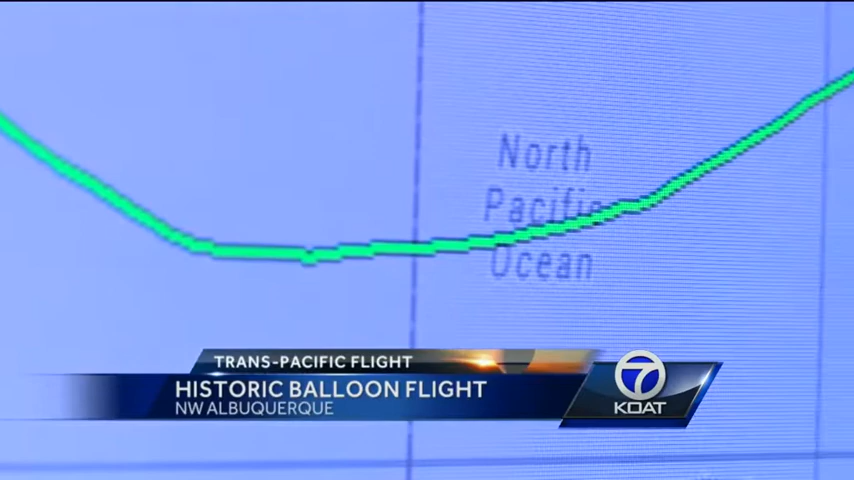 North
Pacific
Ocean
TRANS-PACIFIC FLIGHT
HISTORIC BALLOON FLIGHT
NW ALBUQUERQUE
7
KOAT